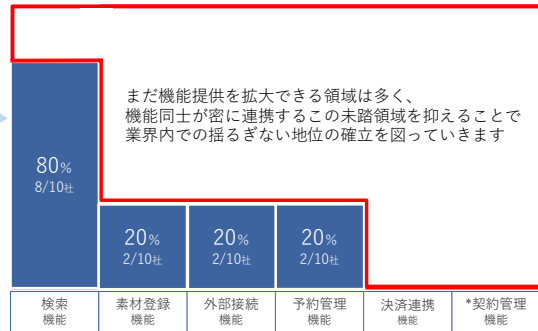 まだ機能提供を拡大できる領域は多く、
機能同士が密に連携するこの未踏領域を抑えることで
業界内での揺るぎない地位の確立を図っていきます
80%
8/10社
20%
2/10社
20%
2/10社
20%
2/10社
検索
機能
素材登録
機能
外部接続
機能
予約管理
機能
決済連携
機能
*契約管理
機能